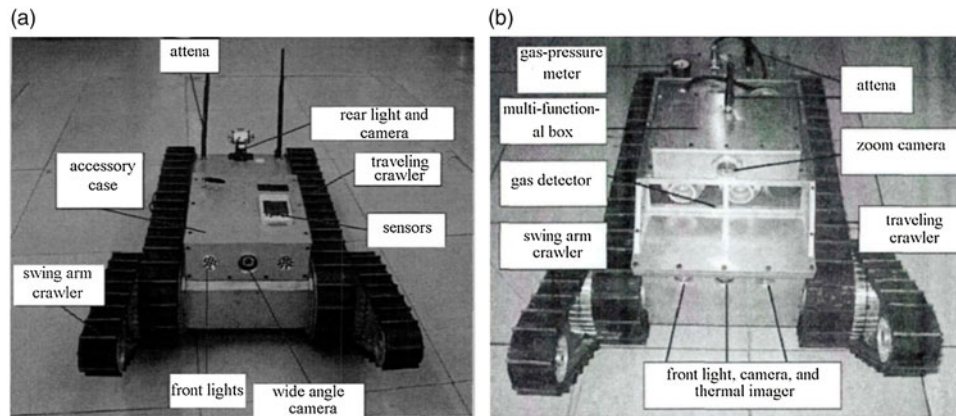 (a)
attena
rear light and
camera
accessory
case
traveling
crawler
sensors
swing arm
crawler
front lights
wide angle
camera
(b)
gas-pressure
meter
attena
multi-function-
al box
zoom camera
gas detector
swing arm
crawler
traveling
crawler
front light, camera, and
thermal imager